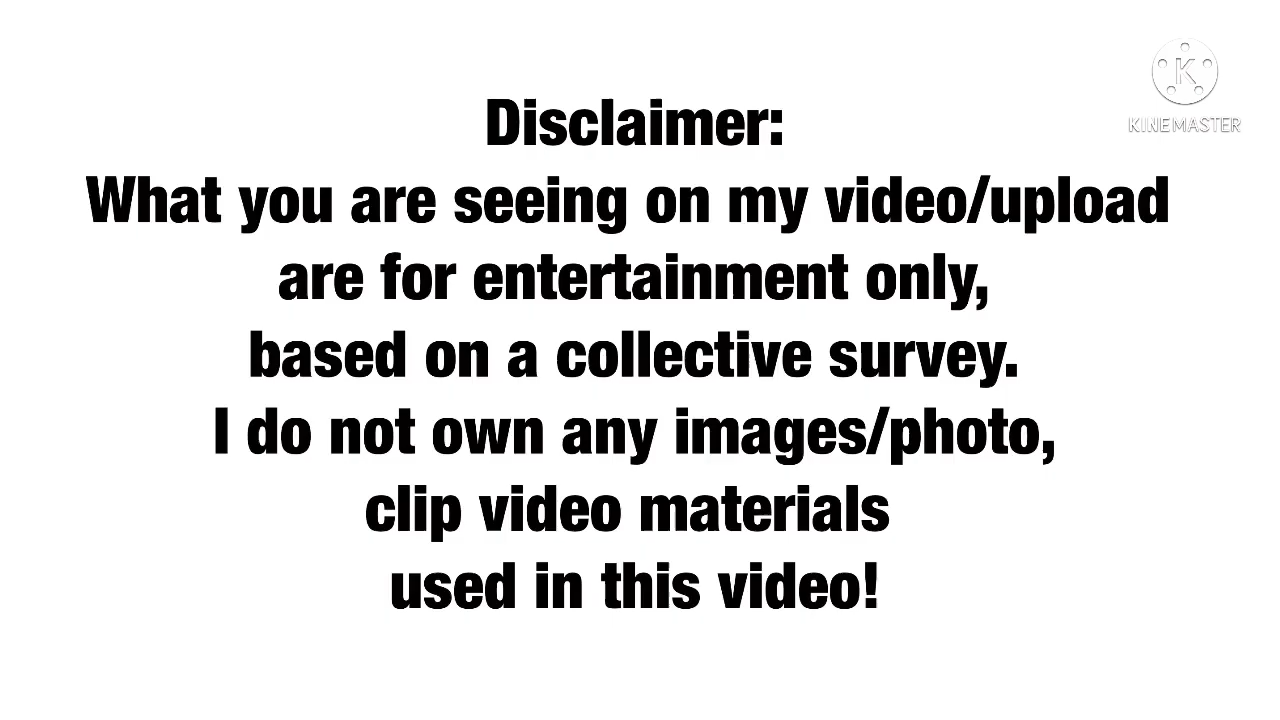 Disclaimer:
What you are seeing on my video/upload
are for entertainment only,
based on a collective survey.
I do not own any images/photo,
clip video materials
used in this video!
K
KINEMASTER